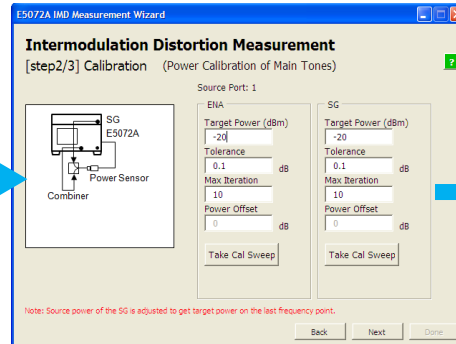 E5072A IMD Measurement Wizard
Intermodulation Distortion Measurement
[step2/3] Calibration (Power Calibration of Main Tones)
?
Source Port: 1
SG
E5072A
Power Sensor
Combiner
ENA
Target Power (dBm)
-20
Tolerance
0.1 dB
Max Iteration
10
Power Offset
0 dB
Take Cal Sweep
SG
Target Power (dBm)
-20
Tolerance
0.1 dB
Max Iteration
10
Power Offset
0 dB
Take Cal Sweep
Note: Source power of the SG is adjusted to get target power on the last frequency point.
Back Next Done